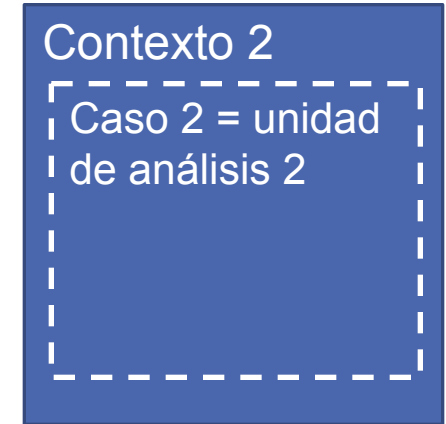 Contexto 2
Caso 2 = unidad
de análisis 2